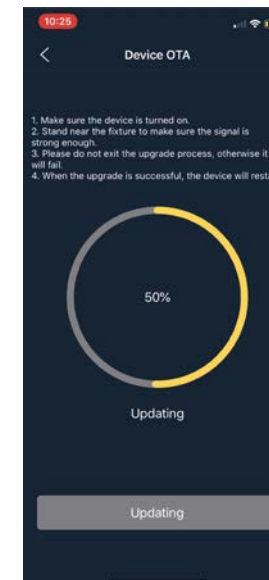 10:25
Device OTA
1. Make sure the device is turned on.
2. Stand near the fixture to make sure the signal is
strong enough.
3. Please do not exit the upgrade process, otherwise it
will fail.
4. When the upgrade is successful, the device will resta
50%
Updating
Updating